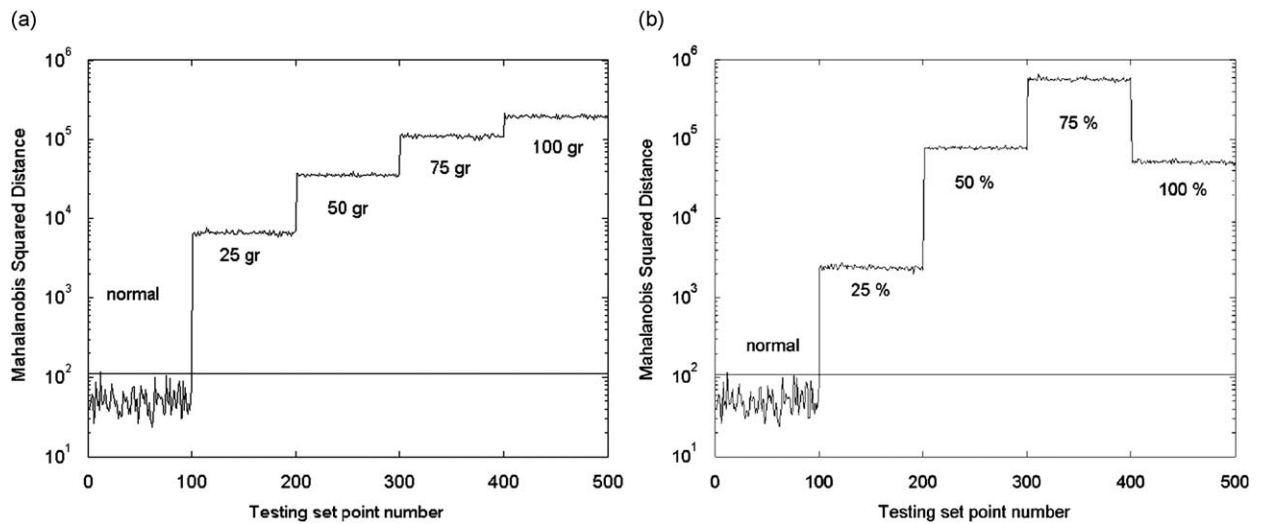 (a)
Mahalanobis Squared Distance
10^6
10^5
10^4
10^3
10^2
10^1
normal
25 gr
50 gr
75 gr
100 gr
0 100 200 300 400 500
Testing set point number
(b)
Mahalanobis Squared Distance
10^6
10^5
10^4
10^3
10^2
10^1
normal
25 %
50 %
75 %
100 %
0 100 200 300 400 500
Testing set point number